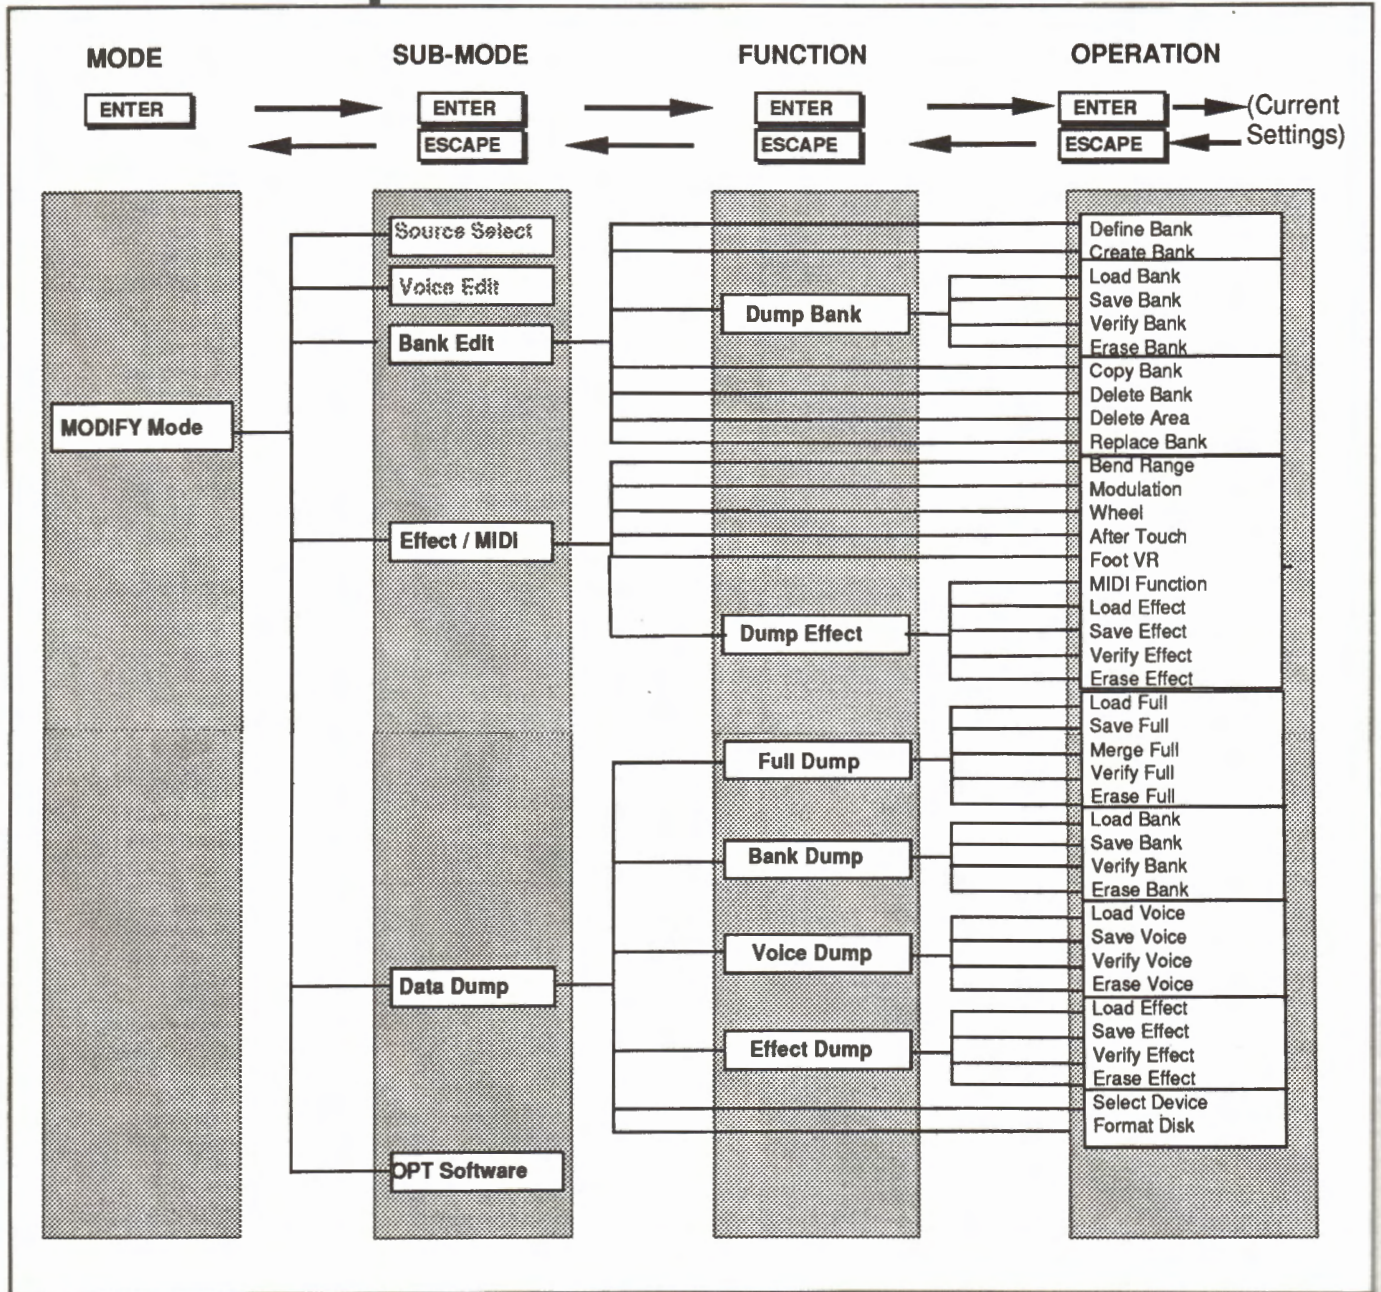 MODE
SUB-MODE
FUNCTION
OPERATION
ENTER
ENTER
ENTER
ENTER
(Current
Settings)
ESCAPE
ESCAPE
ESCAPE
MODIFY Mode
Source Select
Voice Edit
Bank Edit
Effect / MIDI
Data Dump
OPT Software
Dump Bank
Dump Effect
Full Dump
Bank Dump
Voice Dump
Effect Dump
Define Bank
Create Bank
Load Bank
Save Bank
Verify Bank
Erase Bank
Copy Bank
Delete Bank
Delete Area
Replace Bank
Bend Range
Modulation
Wheel
After Touch
Foot VR
MIDI Function
Load Effect
Save Effect
Verify Effect
Erase Effect
Load Full
Save Full
Merge Full
Verify Full
Erase Full
Load Bank
Save Bank
Verify Bank
Erase Bank
Load Voice
Save Voice
Verify Voice
Erase Voice
Load Effect
Save Effect
Verify Effect
Erase Effect
Select Device
Format Disk